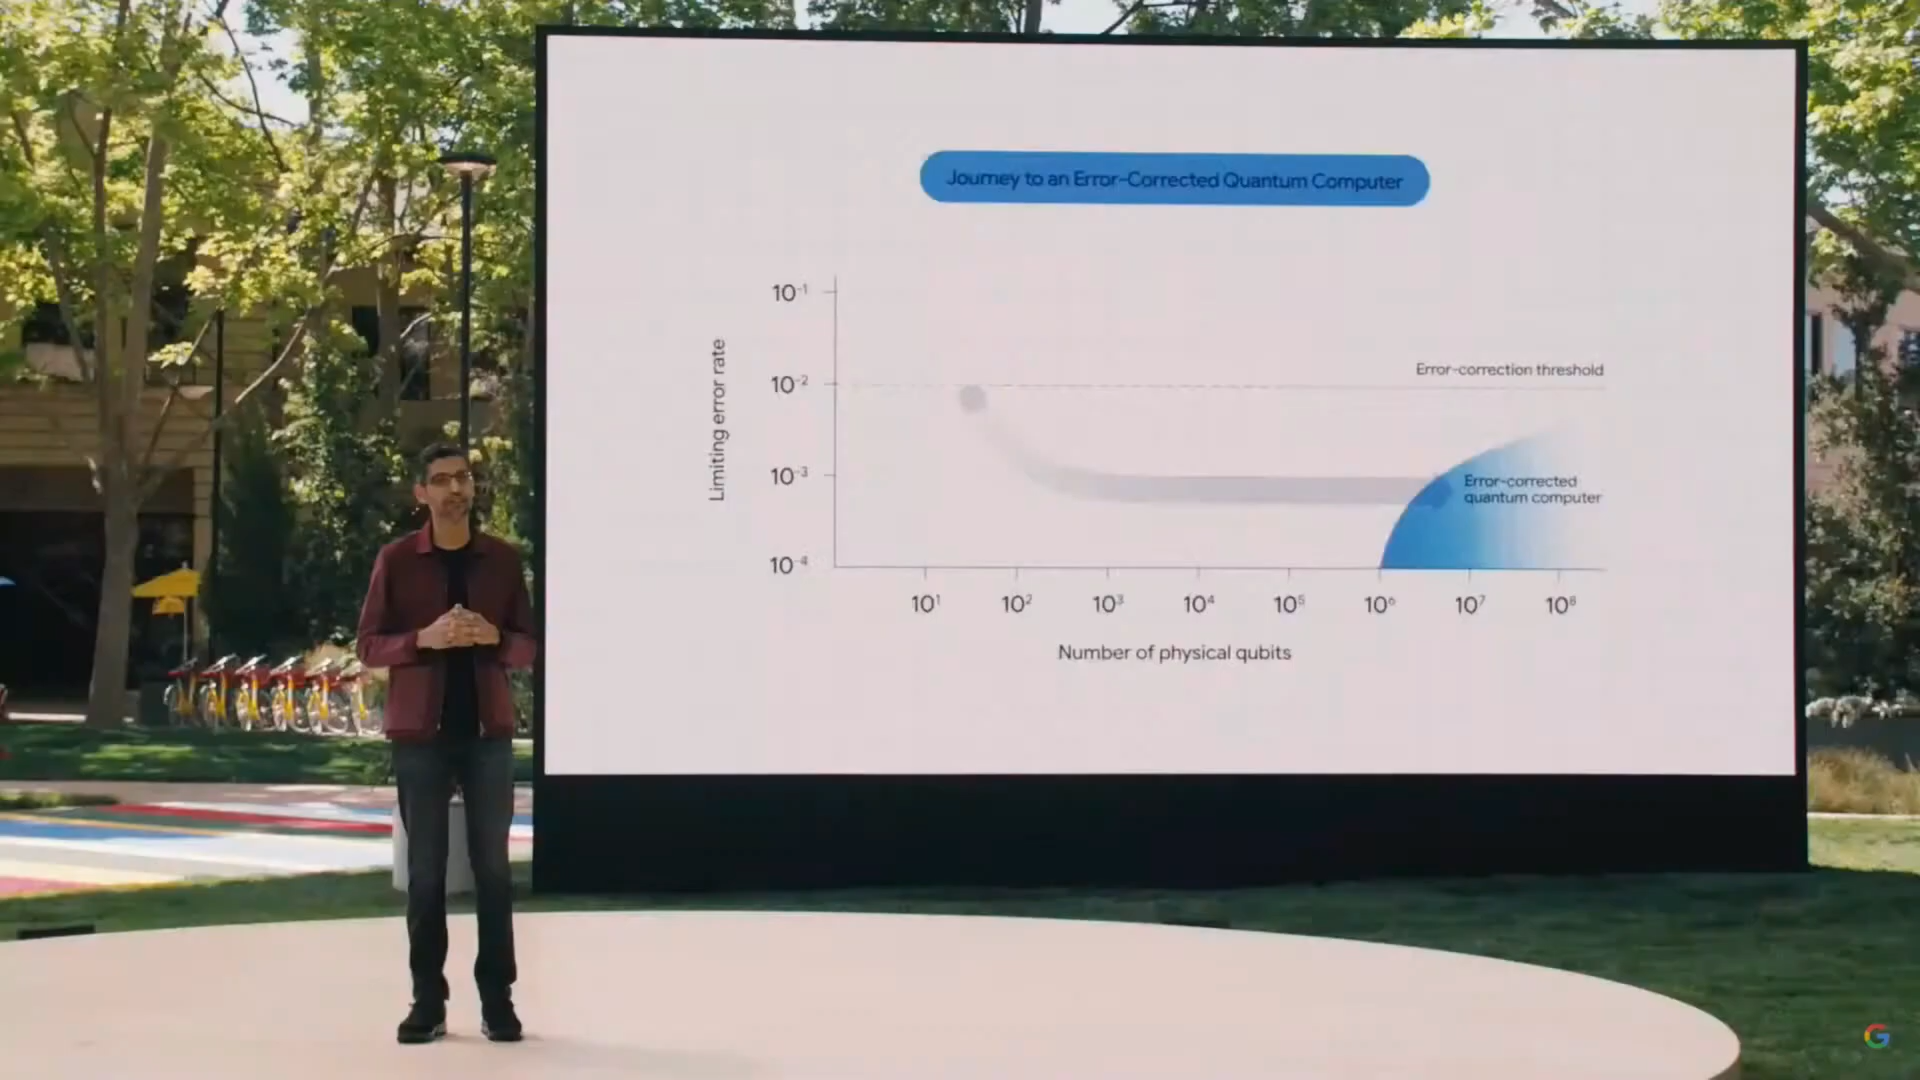 Journey to an Error-Corrected Quantum Computer
Limiting error rate
10⁻¹
10⁻²
10⁻³
10⁻⁴
Error-correction threshold
Error-corrected
quantum computer
10¹ 10² 10³ 10⁴ 10⁵ 10⁶ 10⁷ 10⁸
Number of physical qubits
G